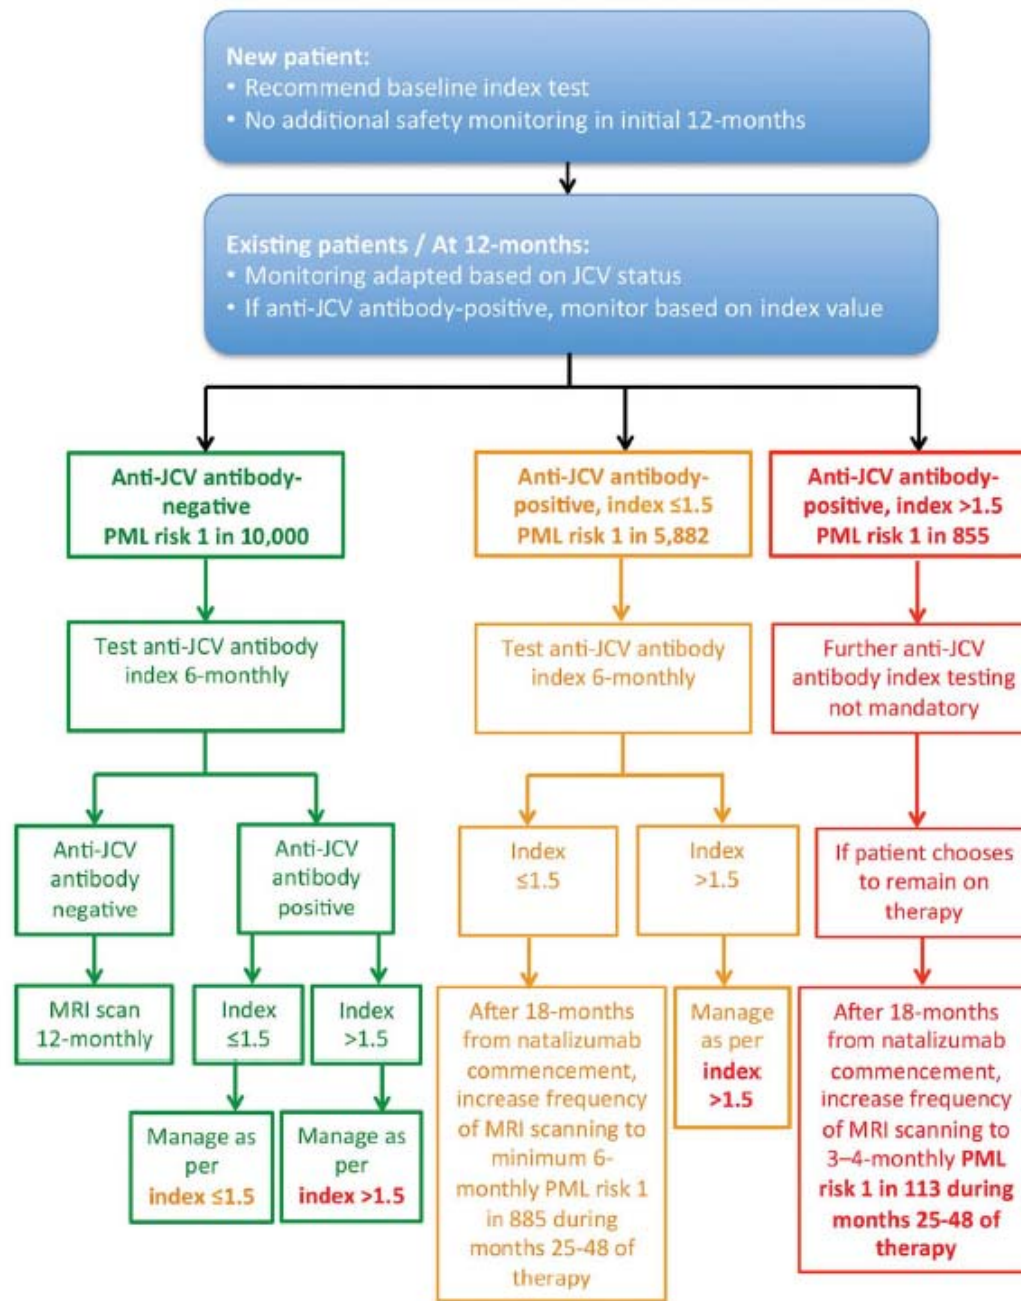 New patient:
• Recommend baseline index test
• No additional safety monitoring in initial 12-months
Existing patients / At 12-months:
• Monitoring adapted based on JCV status
• If anti-JCV antibody-positive, monitor based on index value
Anti-JCV antibody-
negative
PML risk 1 in 10,000
Anti-JCV antibody-
positive, index ≤1.5
PML risk 1 in 5,882
Anti-JCV antibody-
positive, index >1.5
PML risk 1 in 855
Test anti-JCV antibody
index 6-monthly
Test anti-JCV antibody
index 6-monthly
Further anti-JCV
antibody index testing
not mandatory
Anti-JCV
antibody
negative
Anti-JCV
antibody
positive
Index
≤1.5
Index
>1.5
If patient chooses
to remain on
therapy
MRI scan
12-monthly
Index
≤1.5
Index
>1.5
After 18-months
from natalizumab
commencement,
increase frequency
of MRI scanning to
minimum 6-
monthly PML risk 1
in 885 during
months 25-48 of
therapy
Manage
as per
index
>1.5
After 18-months
from natalizumab
commencement,
increase frequency
of MRI scanning to
3–4-monthly PML
risk 1 in 113 during
months 25-48 of
therapy
Manage as
per
index ≤1.5
Manage as
per
index >1.5